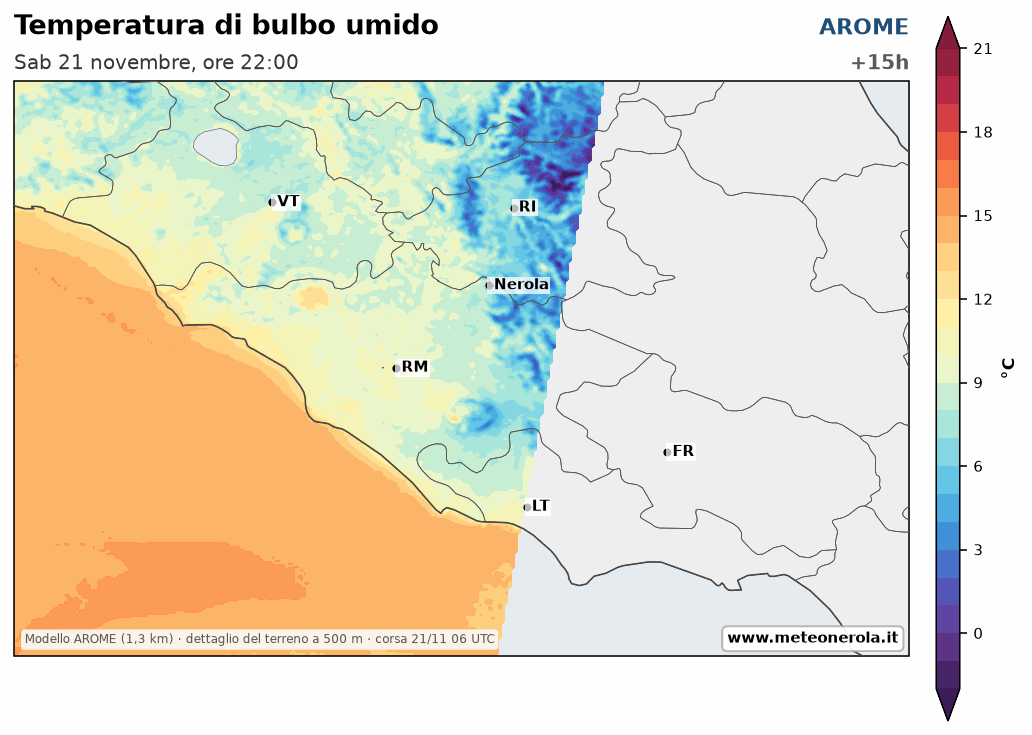 Temperatura di bulbo umido
AROME
Sab 21 novembre, ore 22:00
+15h
VT
RI
Nerola
RM
FR
LT
Modello AROME (1,3 km) · dettaglio del terreno a 500 m · corsa 21/11 06 UTC
www.meteonerola.it
21
18
15
12
9
6
3
0
°C